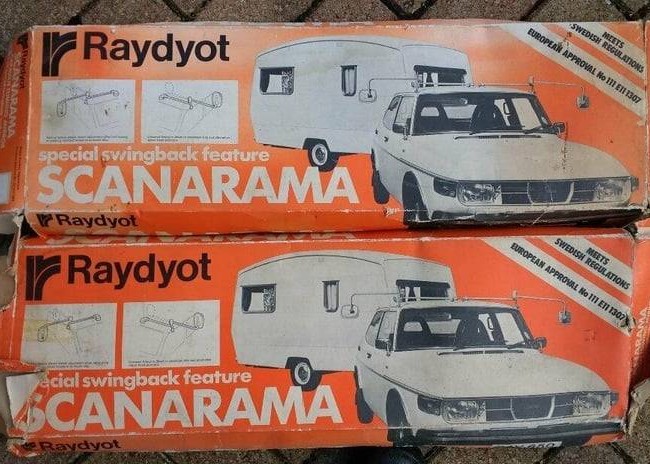 Raydyot
MEETS
SWEDISH REGULATIONS
EUROPEAN APPROVAL No 111 E11 1307
special swingback feature
SCANARAMA
Raydyot
Raydyot
MEETS
SWEDISH REGULATIONS
EUROPEAN APPROVAL No 111 E11 1307
ecial swingback feature
SCANARAMA
Raydyot